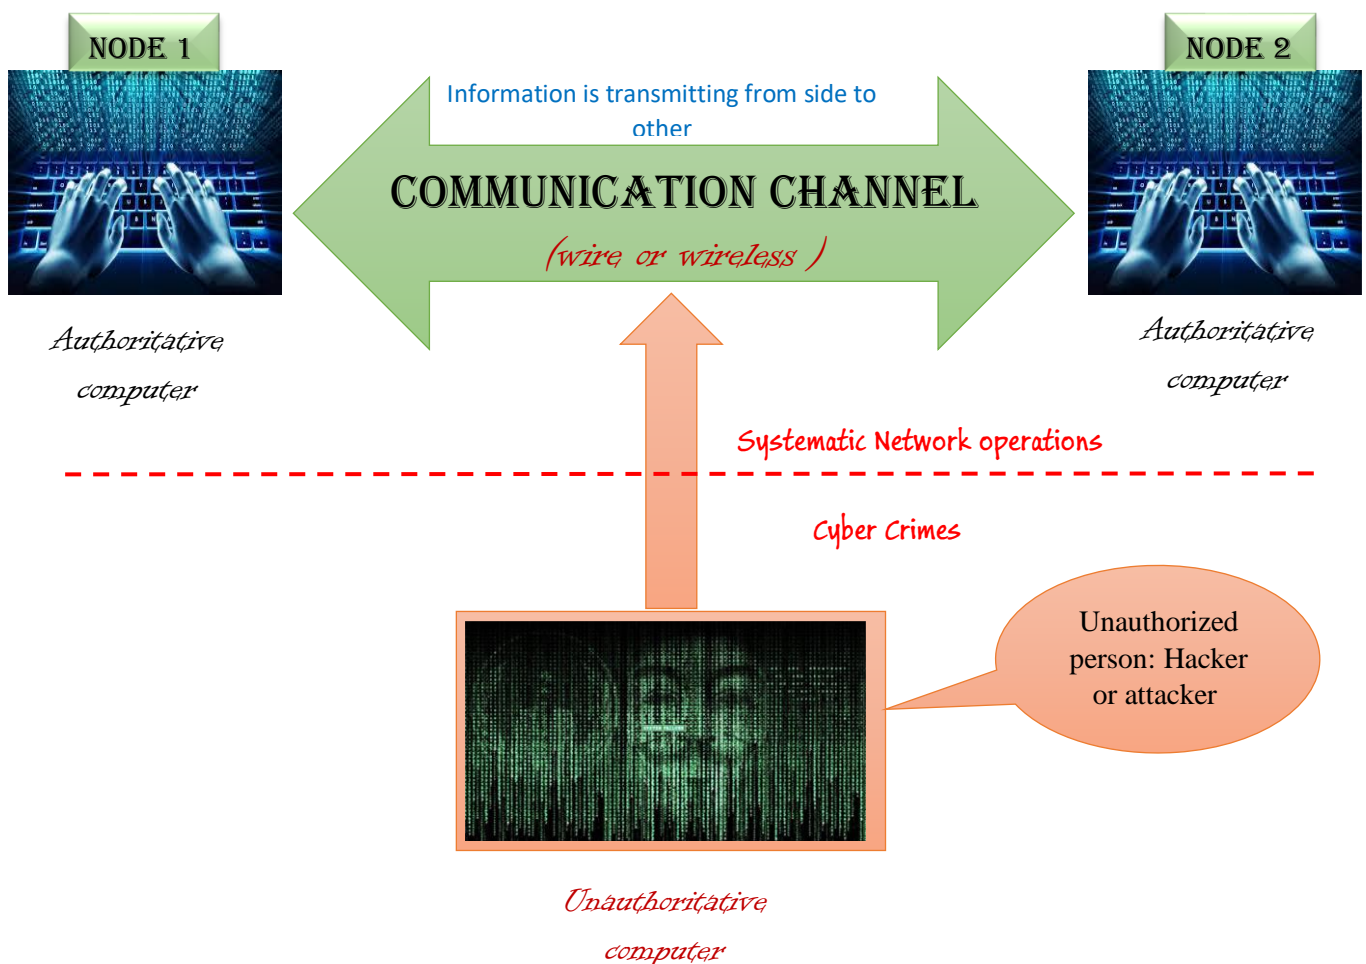 NODE 1
NODE 2
Information is transmitting from side to
other
COMMUNICATION CHANNEL
(wire or wireless )
Authoritative
computer
Authoritative
computer
Systematic Network operations
Cyber Crimes
Unauthorized
person: Hacker
or attacker
Unauthoritative
computer